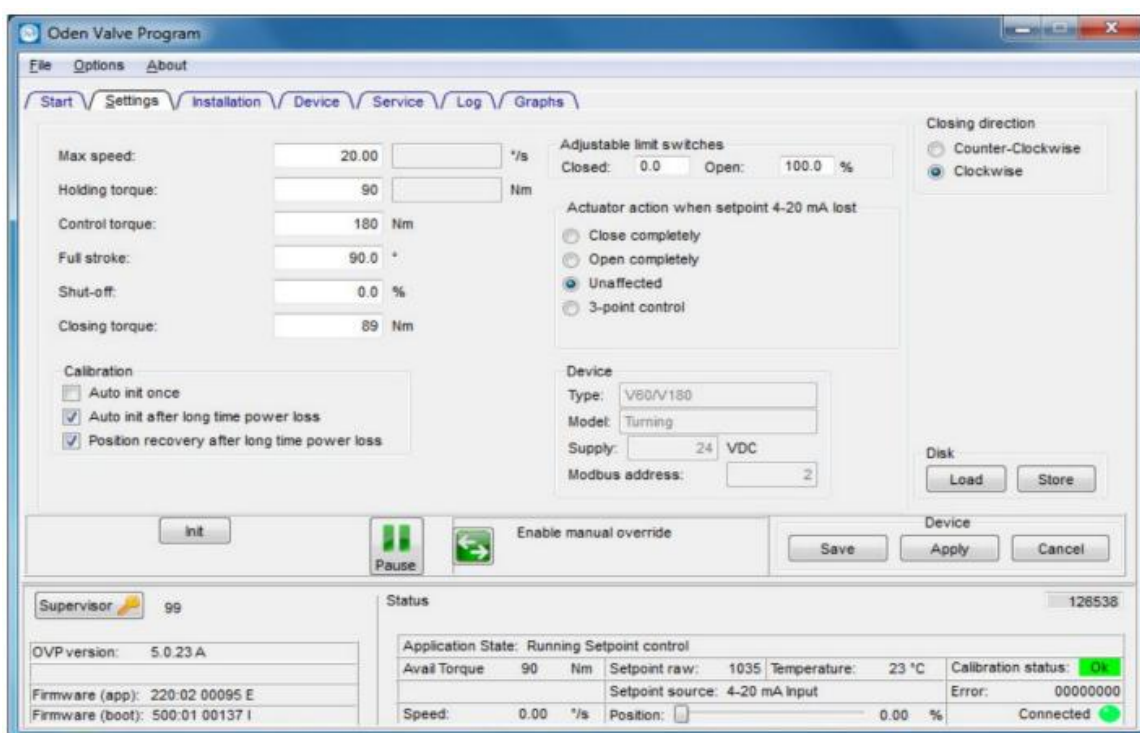 Oden Valve Program
File Options About
Start Settings Installation Device Service Log Graphs
Max speed: 20.00 °/s
Holding torque: 90 Nm
Control torque: 180 Nm
Full stroke: 90.0 °
Shut-off: 0.0 %
Closing torque: 89 Nm
Calibration
Auto init once
Auto init after long time power loss
Position recovery after long time power loss
Adjustable limit switches
Closed: 0.0 Open: 100.0 %
Actuator action when setpoint 4-20 mA lost
Close completely
Open completely
Unaffected
3-point control
Device
Type: V60/V180
Model: Turning
Supply: 24 VDC
Modbus address: 2
Closing direction
Counter-Clockwise
Clockwise
Disk
Load Store
Init
Pause
Enable manual override
Device
Save Apply Cancel
Supervisor 99
OVP version: 5.0.23 A
Firmware (app): 220:02 00095 E
Firmware (boot): 500:01 00137 I
Status 126538
Application State: Running Setpoint control
Avail Torque 90 Nm Setpoint raw: 1035 Temperature: 23 °C Calibration status: Ok
Setpoint source: 4-20 mA Input Error: 00000000
Speed: 0.00 °/s Position: 0.00 % Connected